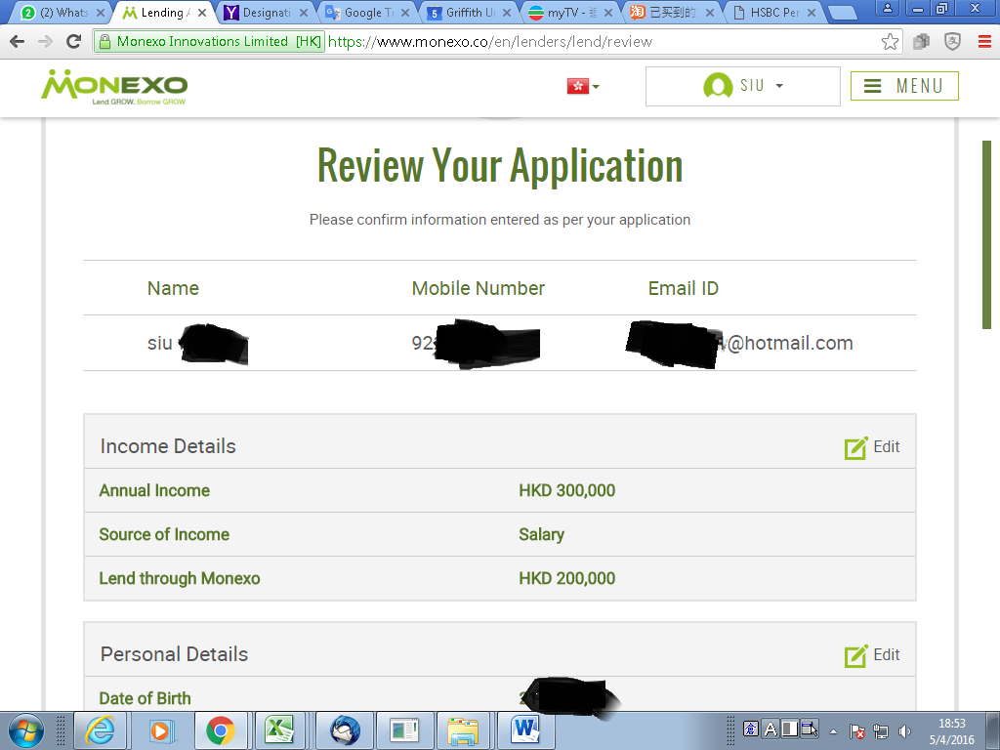 (2) Whats
Lending A
Designati
Google Tr
Griffith Un
myTV -
已买到的
HSBC Per
Monexo Innovations Limited [HK] https://www.monexo.co/en/lenders/lend/review
MONEXO
Lend GROW. Borrow GROW
SIU
MENU
Review Your Application
Please confirm information entered as per your application
Name Mobile Number Email ID
siu 92 @hotmail.com
Income Details Edit
Annual Income HKD 300,000
Source of Income Salary
Lend through Monexo HKD 200,000
Personal Details Edit
Date of Birth
18:53
5/4/2016